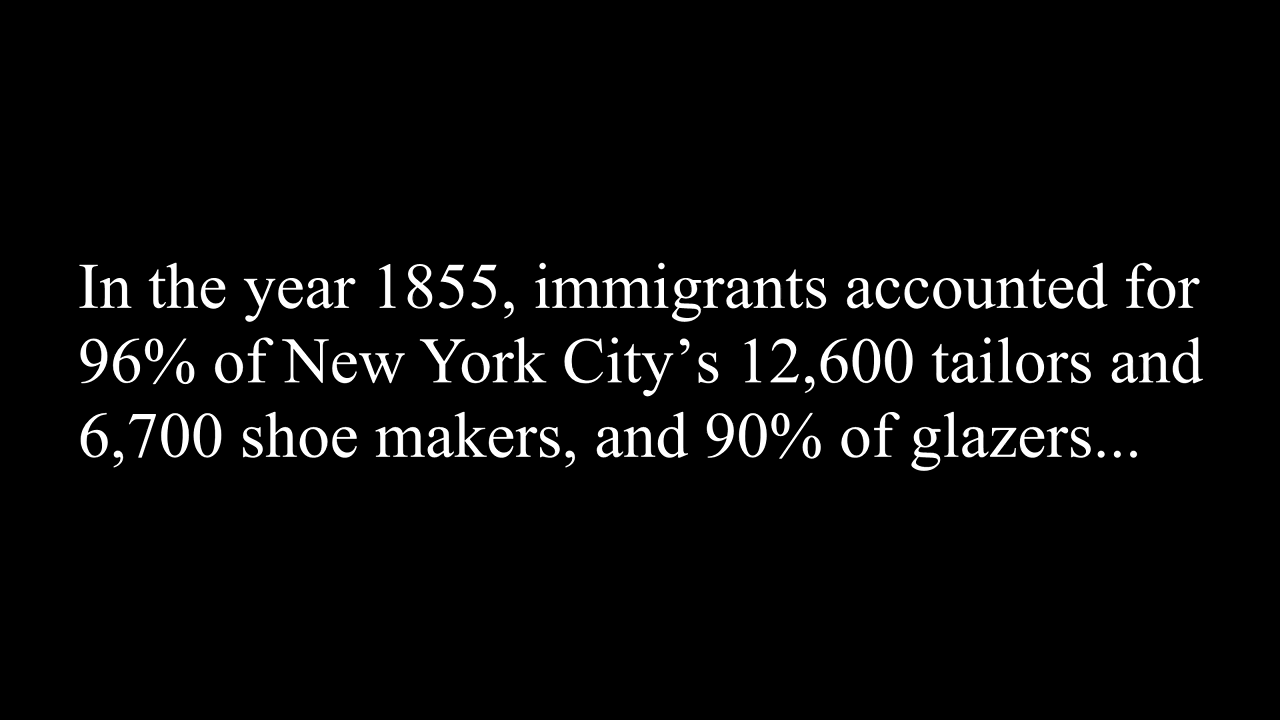 In the year 1855, immigrants accounted for
96% of New York City’s 12,600 tailors and
6,700 shoe makers, and 90% of glazers...